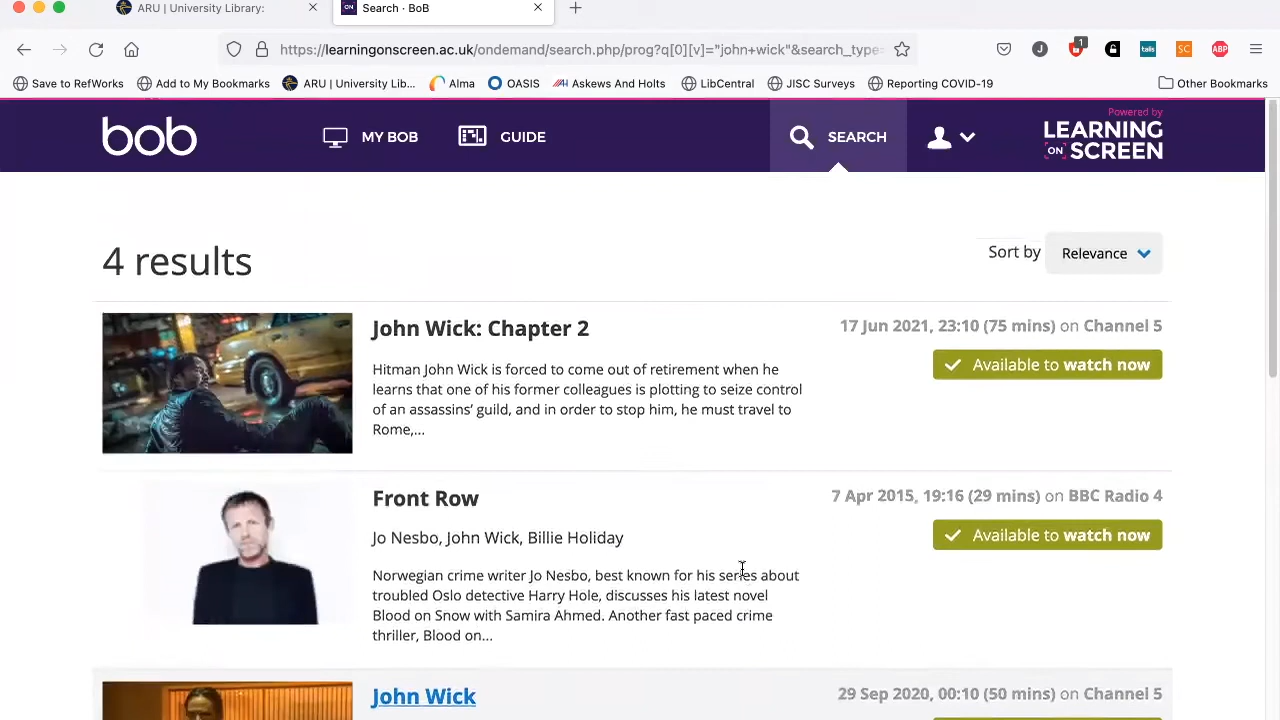 ARU | University Library:
Search · BoB
https://learningonscreen.ac.uk/ondemand/search.php/prog?q[0][v]="john+wick"&search_type=
1
J
talis
SC
ABP
Save to RefWorks
Add to My Bookmarks
ARU | University Lib...
Alma
OASIS
Askews And Holts
LibCentral
JISC Surveys
Reporting COVID-19
Other Bookmarks
bob
MY BOB
GUIDE
SEARCH
Powered by
LEARNING
ON SCREEN
4 results
Sort by
Relevance
John Wick: Chapter 2
17 Jun 2021, 23:10 (75 mins) on Channel 5
Available to watch now
Hitman John Wick is forced to come out of retirement when he
learns that one of his former colleagues is plotting to seize control
of an assassins’ guild, and in order to stop him, he must travel to
Rome,...
Front Row
7 Apr 2015, 19:16 (29 mins) on BBC Radio 4
Available to watch now
Jo Nesbo, John Wick, Billie Holiday
Norwegian crime writer Jo Nesbo, best known for his series about
troubled Oslo detective Harry Hole, discusses his latest novel
Blood on Snow with Samira Ahmed. Another fast paced crime
thriller, Blood on...
John Wick
29 Sep 2020, 00:10 (50 mins) on Channel 5